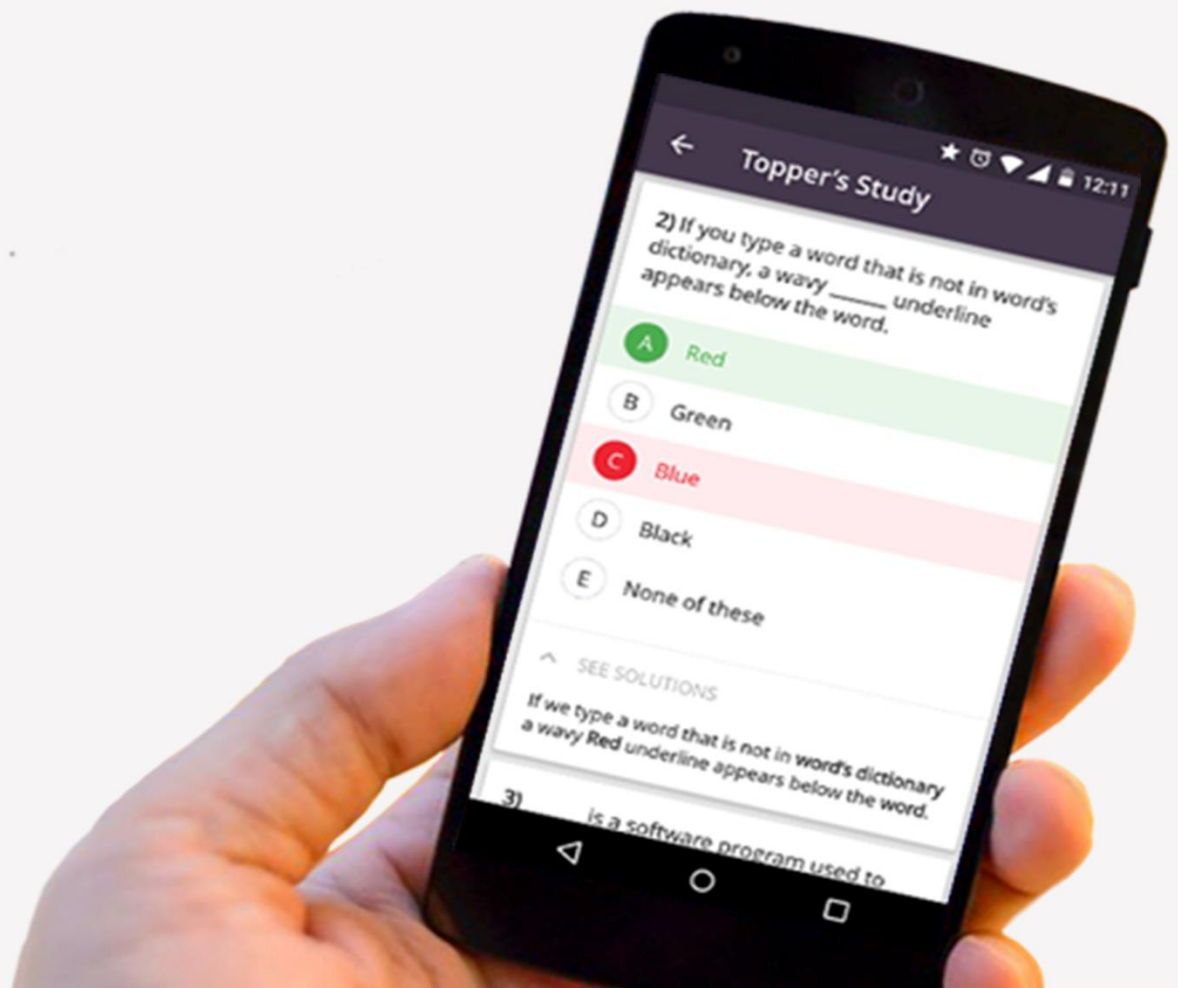 12:11
Topper's Study
2) If you type a word that is not in word's
dictionary, a wavy ______ underline
appears below the word.
A Red
B Green
C Blue
D Black
E None of these
SEE SOLUTIONS
If we type a word that is not in word's dictionary
a wavy Red underline appears below the word.
3) ______ is a software program used to